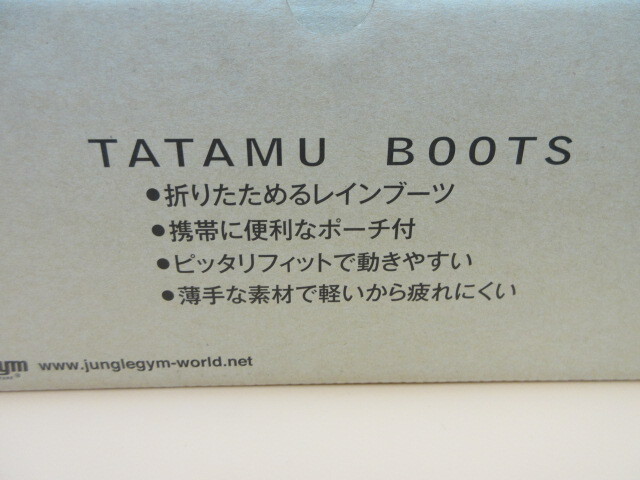 TATAMU BOOTS
●折りたためるレインブーツ
●携帯に便利なポーチ付
●ピッタリフィットで動きやすい
●薄手な素材で軽いから疲れにくい
www.junglegym-world.net